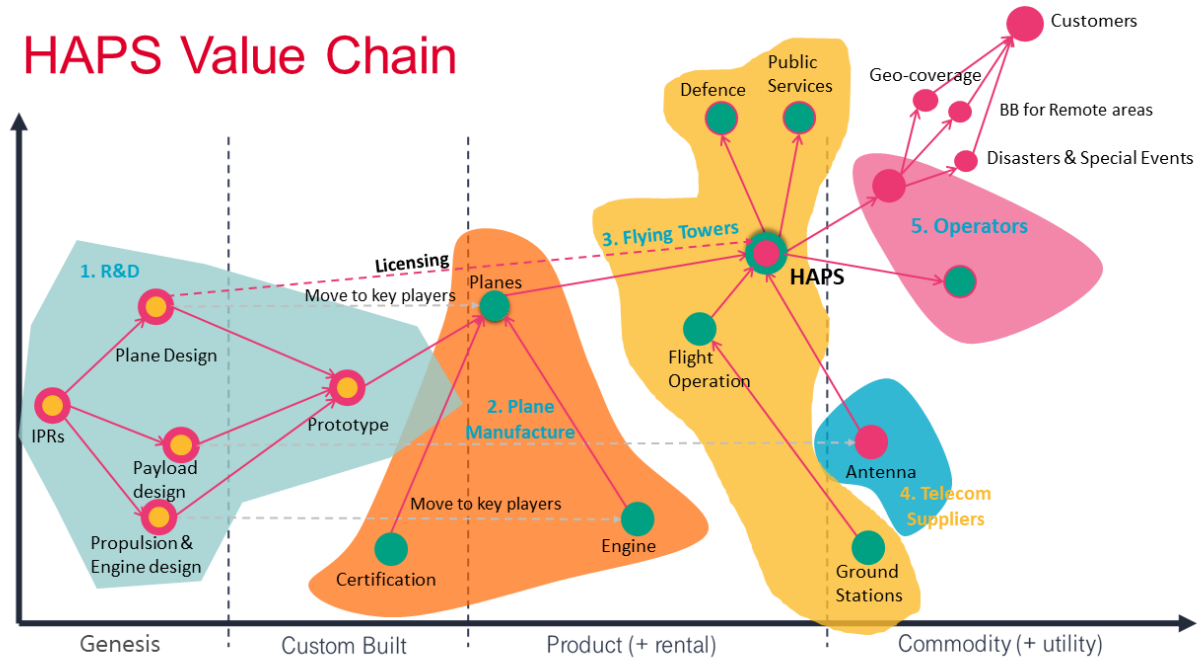 HAPS Value Chain
Customers
Geo-coverage
Public
Services
Defence
BB for Remote areas
Disasters & Special Events
5. Operators
3. Flying Towers
Licensing
1. R&D
HAPS
Planes
Move to key players
Plane Design
Flight
Operation
2. Plane
Manufacture
IPRs
Prototype
Payload
design
Antenna
4. Telecom
Suppliers
Move to key players
Propulsion &
Engine design
Engine
Certification
Ground
Stations
Genesis
Custom Built
Product (+ rental)
Commodity (+ utility)